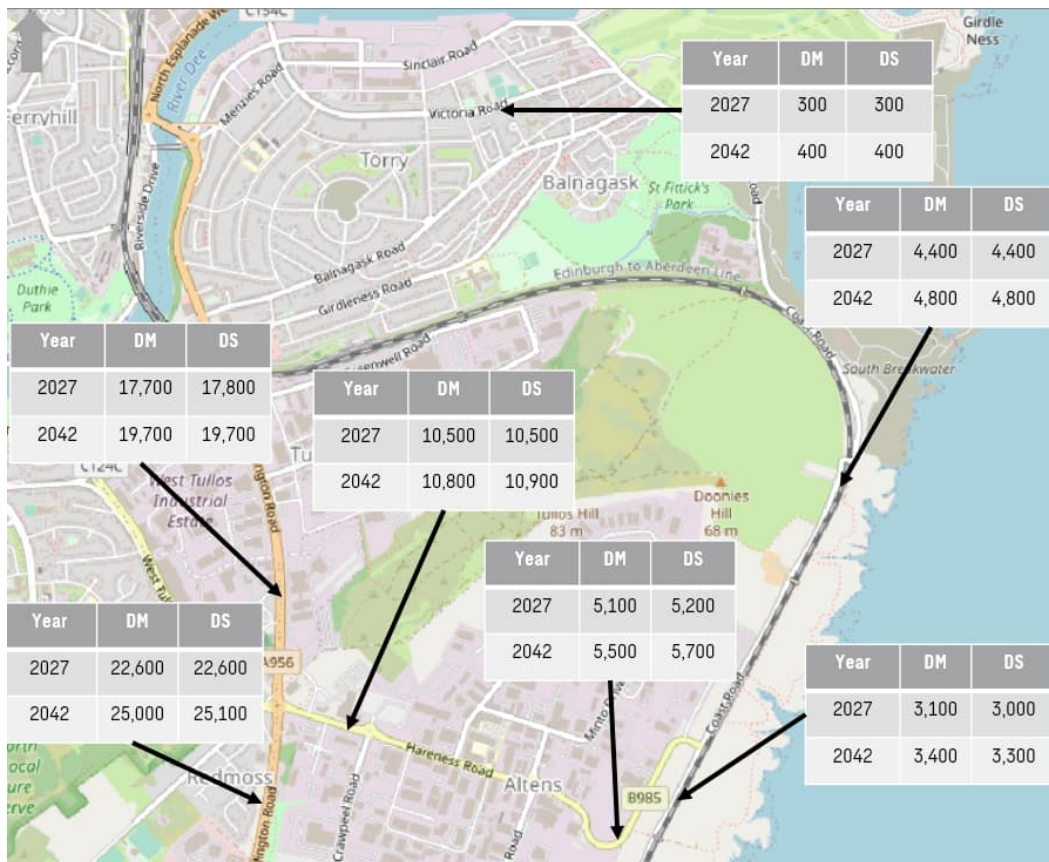 C154C
Girdle
Ness
North Esplanade We
River Dee
Sinclair Road
Menzies Road
Victoria Road
Ferryhill
Torry
Balnagask
St Fittick's
Park
Road
Riverside Drive
Balnagask Road
Girdleness Road
Edinburgh to Aberdeen Line
Duthie
Park
Coast Road
South Breakwater
Year DM DS
2027 300 300
2042 400 400
Year DM DS
2027 4,400 4,400
2042 4,800 4,800
Year DM DS
2027 17,700 17,800
2042 19,700 19,700
Year DM DS
2027 10,500 10,500
2042 10,800 10,900
C124C
West Tullos
Industrial
Estate
Tullos Hill
83 m
Doonies
Hill
68 m
Year DM DS
2027 5,100 5,200
2042 5,500 5,700
Year DM DS
2027 22,600 22,600
2042 25,000 25,100
A956
Year DM DS
2027 3,100 3,000
2042 3,400 3,300
Hareness Road
Coast Road
Redmoss
Altens
B985
Crawpeel Road
Road